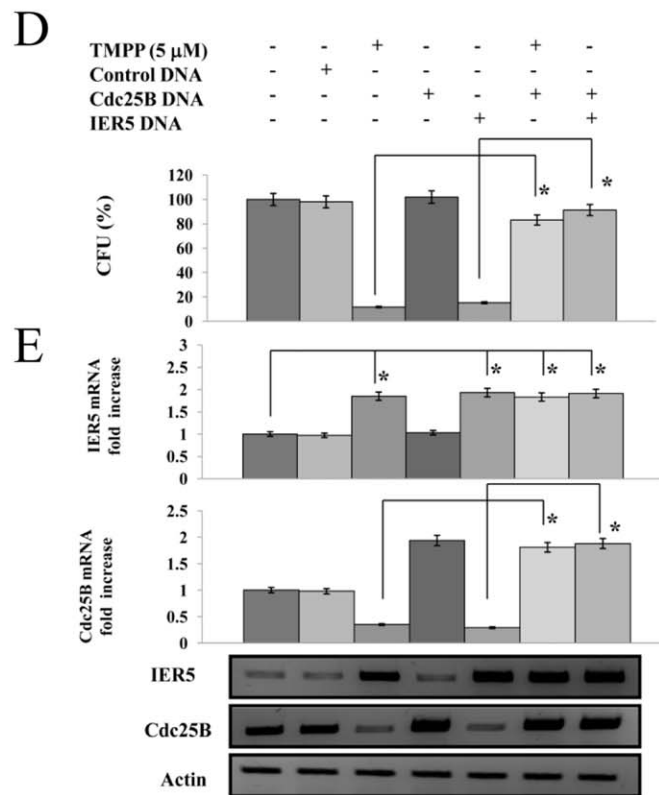 D
TMPP (5 μM) - - + - - + -
Control DNA - + - - - - -
Cdc25B DNA - - - + - + +
IER5 DNA - - - - + - +
CFU (%)
120
100
80
60
40
20
0
* *
E
IER5 mRNA
fold increase
3
2.5
2
1.5
1
0.5
0
* * * *
Cdc25B mRNA
fold increase
2.5
2
1.5
1
0.5
0
* *
IER5
Cdc25B
Actin